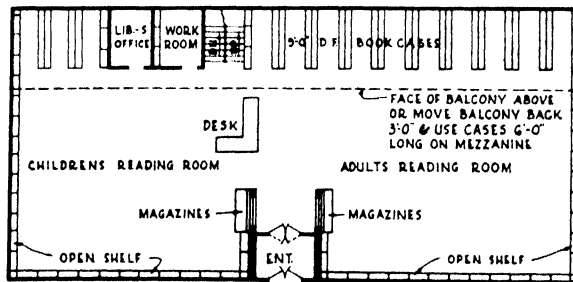 LIB.-S
OFFICE
WORK
ROOM
9'-0" D.F. BOOK CASES
FACE OF BALCONY ABOVE
OR MOVE BALCONY BACK
3'-0" & USE CASES 6'-0"
LONG ON MEZZANINE
DESK
CHILDRENS READING ROOM
ADULTS READING ROOM
MAGAZINES
MAGAZINES
OPEN SHELF
ENT.
OPEN SHELF